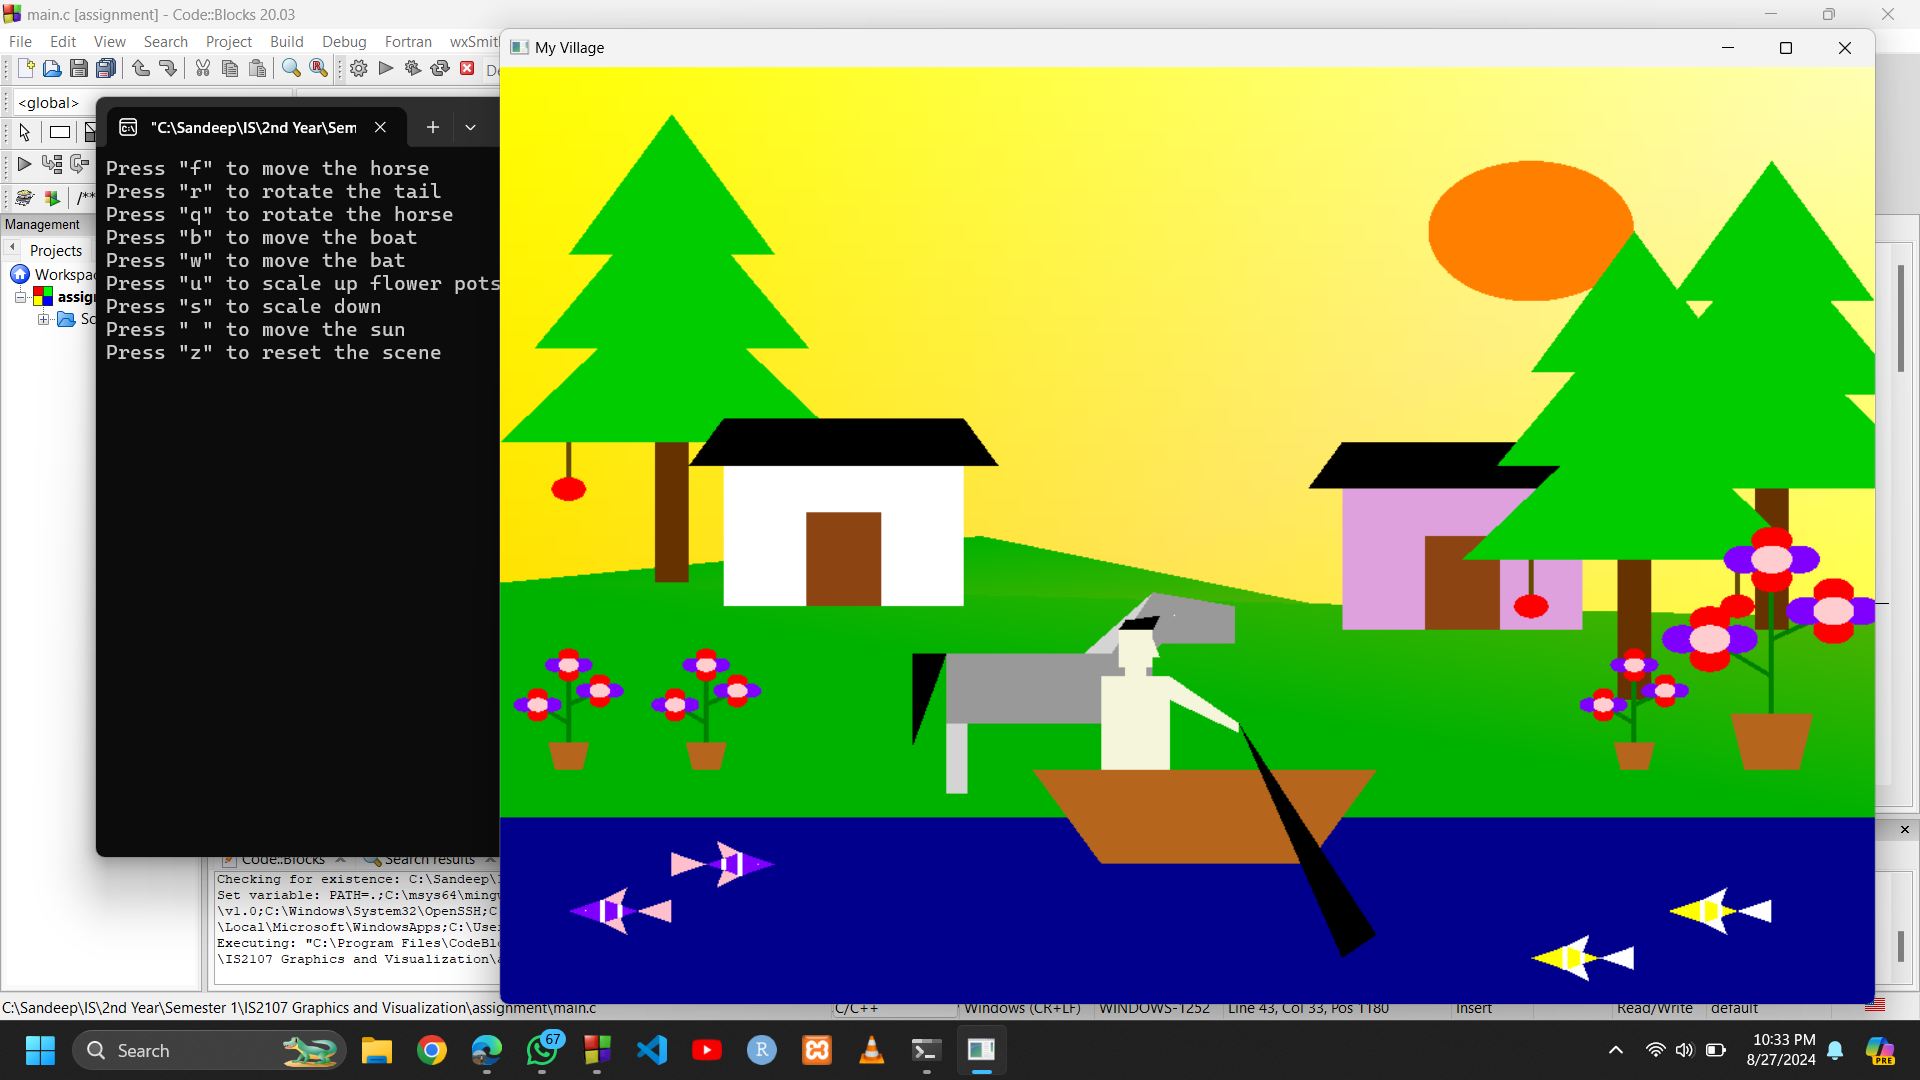 main.c [assignment] - Code::Blocks 20.03
File Edit View Search Project Build Debug Fortran wxSmit
My Village
<global>
"C:\Sandeep\IS\2nd Year\Sem
/**
Management
Projects
Press "f" to move the horse
Press "r" to rotate the tail
Press "q" to rotate the horse
Press "b" to move the boat
Press "w" to move the bat
Press "u" to scale up flower pots
Press "s" to scale down
Press " " to move the sun
Press "z" to reset the scene
Code::Blocks Search results
Checking for existence: C:\Sandeep\
Set variable: PATH=.;C:\msys64\ming
\v1.0;C:\Windows\System32\OpenSSH;C
\Local\Microsoft\WindowsApps;C:\Use
Executing: "C:\Program Files\CodeBl
\IS2107 Graphics and Visualization\
C:\Sandeep\IS\2nd Year\Semester 1\IS2107 Graphics and Visualization\assignment\main.c C/C++ Windows (CR+LF) WINDOWS-1252 Line 43, Col 33, Pos 1180 Insert Read/Write default
Search
67
R
10:33 PM
8/27/2024
PRE